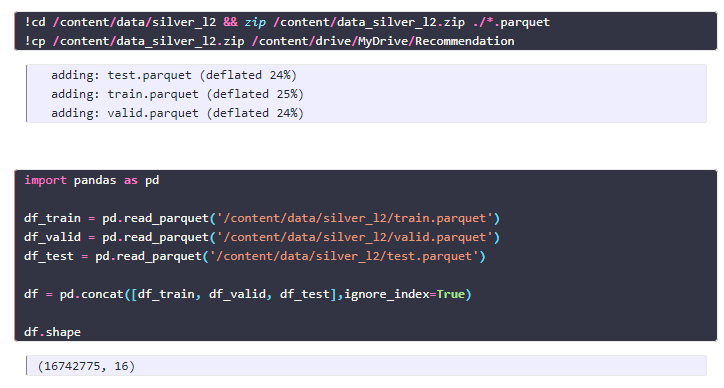 !cd /content/data/silver_l2 && zip /content/data_silver_l2.zip ./*.parquet
!cp /content/data_silver_l2.zip /content/drive/MyDrive/Recommendation
adding: test.parquet (deflated 24%)
adding: train.parquet (deflated 25%)
adding: valid.parquet (deflated 24%)
import pandas as pd
df_train = pd.read_parquet('/content/data/silver_l2/train.parquet')
df_valid = pd.read_parquet('/content/data/silver_l2/valid.parquet')
df_test = pd.read_parquet('/content/data/silver_l2/test.parquet')
df = pd.concat([df_train, df_valid, df_test],ignore_index=True)
df.shape
(16742775, 16)